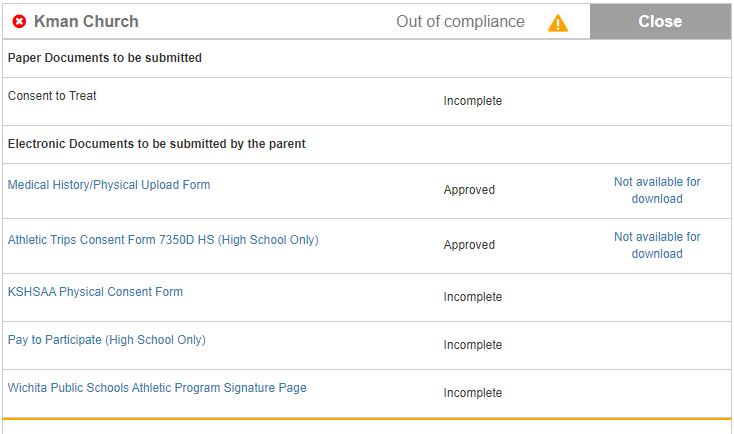 Kman Church Out of compliance Close
Paper Documents to be submitted
Consent to Treat Incomplete
Electronic Documents to be submitted by the parent
Medical History/Physical Upload Form Approved Not available for
download
Athletic Trips Consent Form 7350D HS (High School Only) Approved Not available for
download
KSHSAA Physical Consent Form Incomplete
Pay to Participate (High School Only) Incomplete
Wichita Public Schools Athletic Program Signature Page Incomplete